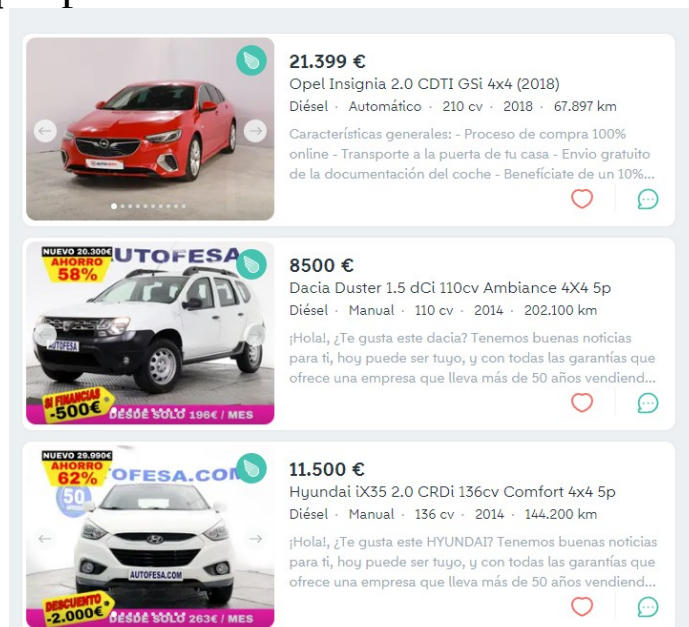 21.399 €
Opel Insignia 2.0 CDTI GSi 4x4 (2018)
Diésel · Automático · 210 cv · 2018 · 67.897 km
Características generales: - Proceso de compra 100%
online - Transporte a la puerta de tu casa - Envio gratuito
de la documentación del coche - Benefíciate de un 10%...
NUEVO 20.300€
AHORRO
58%
UTOFESA
AUTOFESA
SI FINANCIAS
-500€
DESDE SOLO 196€ / MES
8500 €
Dacia Duster 1.5 dCi 110cv Ambiance 4X4 5p
Diésel · Manual · 110 cv · 2014 · 202.100 km
¡Hola!, ¿Te gusta este dacia? Tenemos buenas noticias
para ti, hoy puede ser tuyo, y con todas las garantías que
ofrece una empresa que lleva más de 50 años vendiend...
NUEVO 29.990€
AHORRO
62%
TOFESA.COM
50
AUTOFESA.COM
DESCUENTO
-2.000€
DESDE SOLO 263€ / MES
11.500 €
Hyundai iX35 2.0 CRDi 136cv Comfort 4x4 5p
Diésel · Manual · 136 cv · 2014 · 144.200 km
¡Hola!, ¿Te gusta este HYUNDAI? Tenemos buenas noticias
para ti, hoy puede ser tuyo, y con todas las garantías que
ofrece una empresa que lleva más de 50 años vendiend...